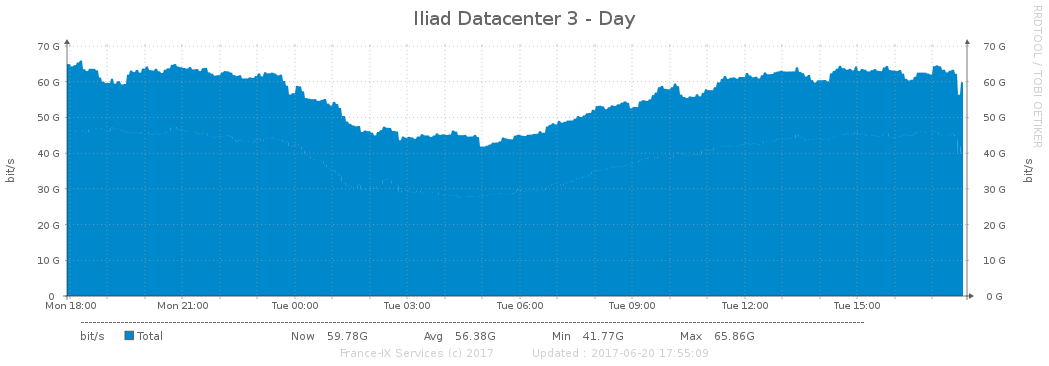 Iliad Datacenter 3 - Day
RRDTOOL / TOBI OETIKER
70 G 70 G
60 G 60 G
50 G 50 G
40 G 40 G
bit/s bit/s
30 G 30 G
20 G 20 G
10 G 10 G
0 0 G
Mon 18:00 Mon 21:00 Tue 00:00 Tue 03:00 Tue 06:00 Tue 09:00 Tue 12:00 Tue 15:00
bit/s Total Now 59.78G Avg 56.38G Min 41.77G Max 65.86G
France-IX Services (c) 2017 Updated : 2017-06-20 17:55:09